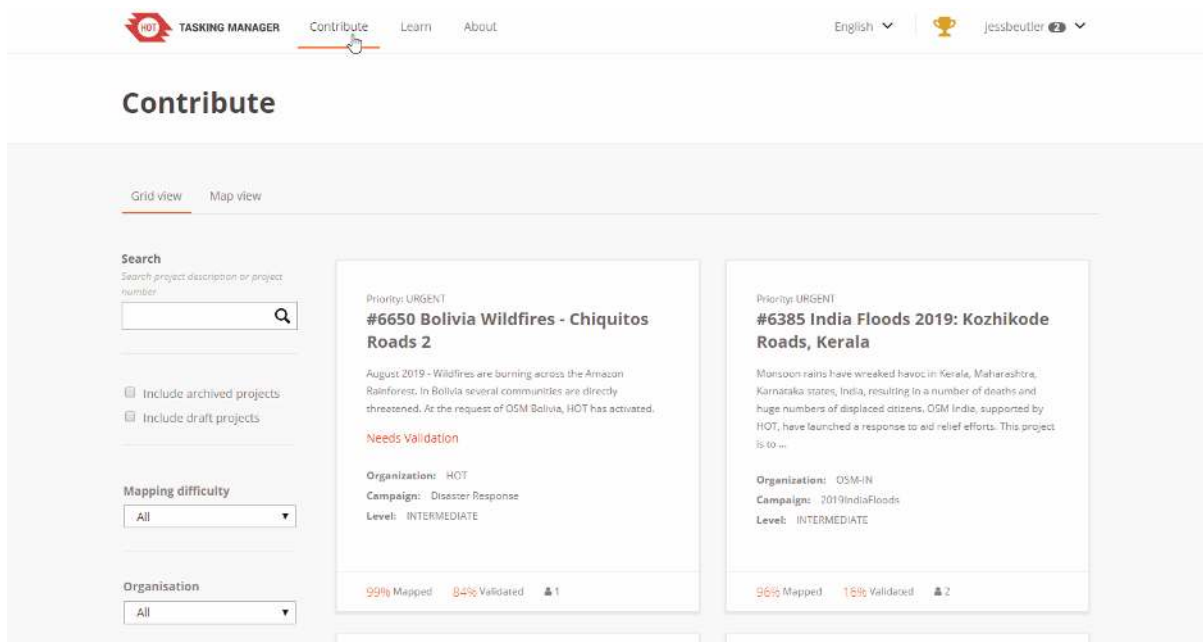 HOT TASKING MANAGER Contribute Learn About English jessbeutler 2
Contribute
Grid view Map view
Search
Search project description or project
number
Include archived projects
Include draft projects
Mapping difficulty
All
Organisation
All
Priority: URGENT
#6650 Bolivia Wildfires - Chiquitos
Roads 2
August 2019 - Wildfires are burning across the Amazon
Rainforest. In Bolivia several communities are directly
threatened. At the request of OSM Bolivia, HOT has activated.
Needs Validation
Organization: HOT
Campaign: Disaster Response
Level: INTERMEDIATE
99% Mapped 84% Validated 1
Priority: URGENT
#6385 India Floods 2019: Kozhikode
Roads, Kerala
Monsoon rains have wreaked havoc in Kerala, Maharashtra,
Karnataka states, India, resulting in a number of deaths and
huge numbers of displaced citizens. OSM India, supported by
HOT, have launched a response to aid relief efforts. This project
is to ...
Organization: OSM-IN
Campaign: 2019IndiaFloods
Level: INTERMEDIATE
96% Mapped 16% Validated 2